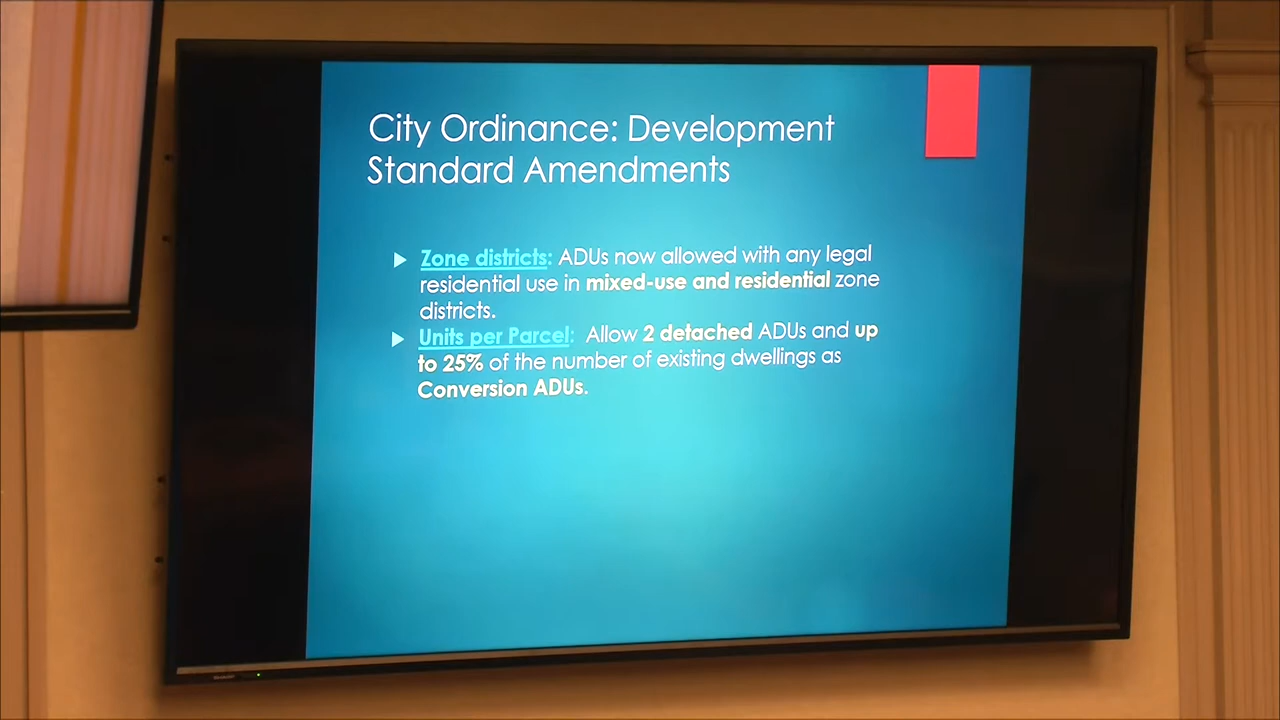 City Ordinance: Development
Standard Amendments
Zone districts: ADUs now allowed with any legal
residential use in mixed-use and residential zone
districts.
Units per Parcel: Allow 2 detached ADUs and up
to 25% of the number of existing dwellings as
Conversion ADUs.